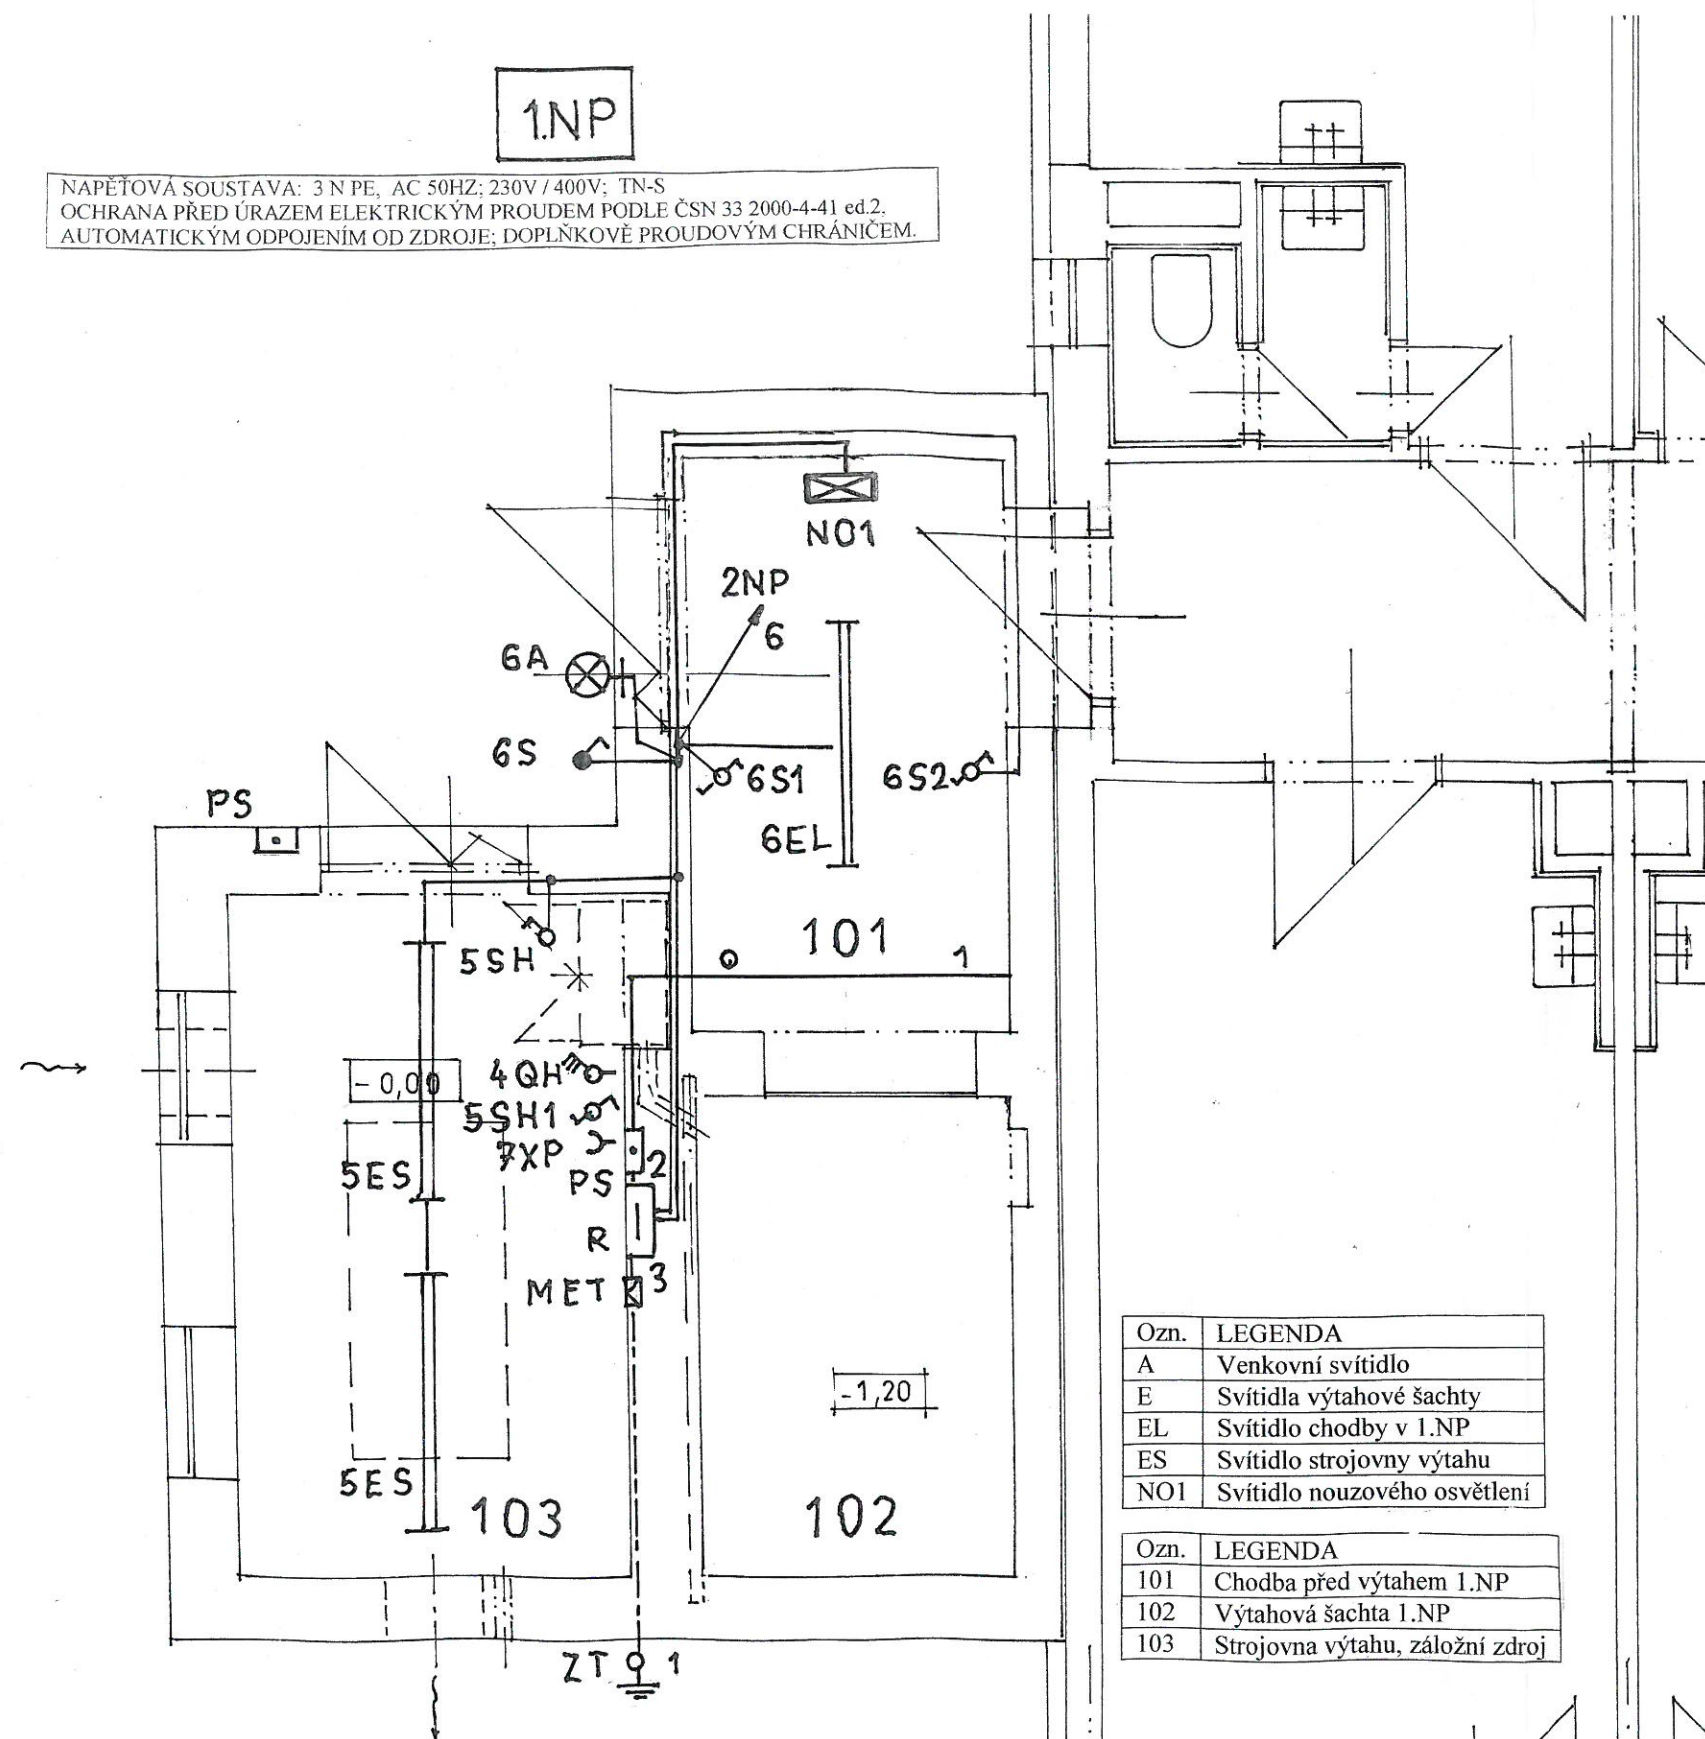 1.NP
NAPĚŤOVÁ SOUSTAVA: 3 N PE, AC 50HZ; 230V / 400V; TN-S
OCHRANA PŘED ÚRAZEM ELEKTRICKÝM PROUDEM PODLE ČSN 33 2000-4-41 ed.2,
AUTOMATICKÝM ODPOJENÍM OD ZDROJE; DOPLŇKOVĚ PROUDOVÝM CHRÁNIČEM.
NO1
2NP
6
6A
6S
6S1
6S2
PS
6EL
101
5SH
1
4QH
-0,00
5SH1
7XP
2
5ES
PS
R
MET
3
-1,20
5ES
103
102
ZT
1
Ozn. LEGENDA
A Venkovní svítidlo
E Svítidla výtahové šachty
EL Svítidlo chodby v 1.NP
ES Svítidlo strojovny výtahu
NO1 Svítidlo nouzového osvětlení
Ozn. LEGENDA
101 Chodba před výtahem 1.NP
102 Výtahová šachta 1.NP
103 Strojovna výtahu, záložní zdroj